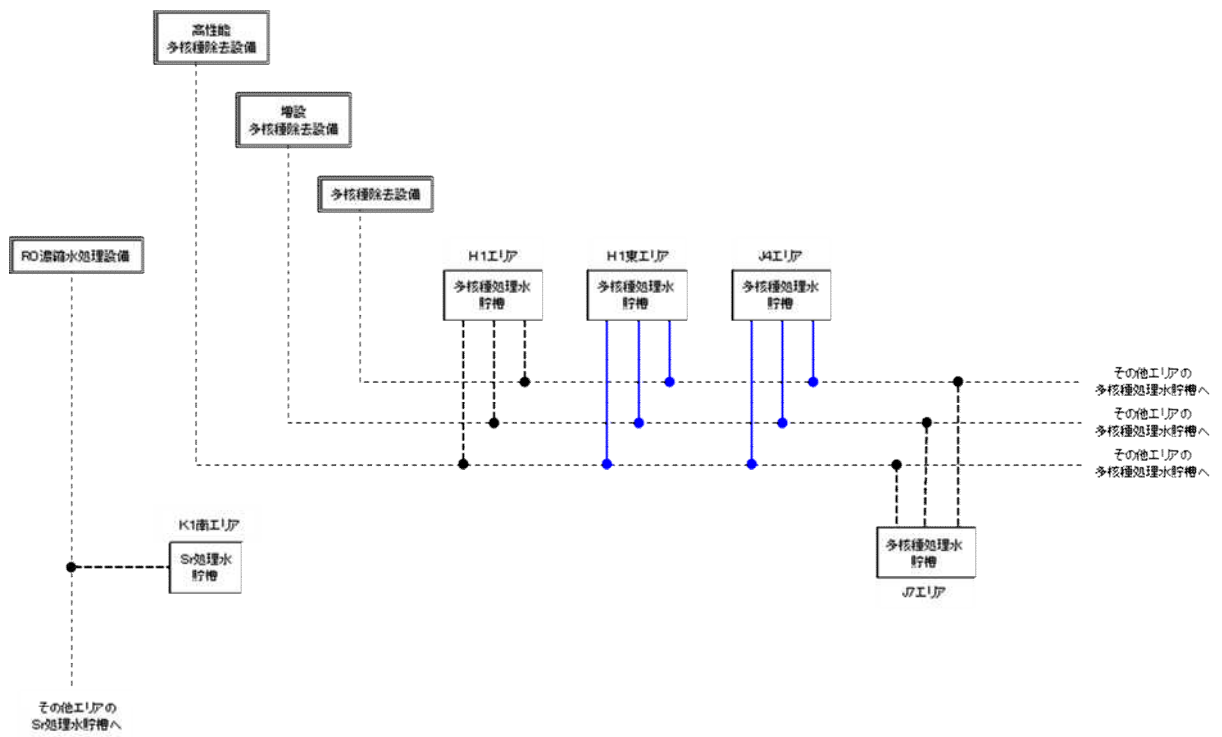 高性能
多核種除去設備
増設
多核種除去設備
多核種除去設備
RO濃縮水処理設備
H1エリア
多核種処理水
貯槽
H1東エリア
多核種処理水
貯槽
J4エリア
多核種処理水
貯槽
その他エリアの
多核種処理水貯槽へ
その他エリアの
多核種処理水貯槽へ
その他エリアの
多核種処理水貯槽へ
K1南エリア
Sr処理水
貯槽
多核種処理水
貯槽
J7エリア
その他エリアの
Sr処理水貯槽へ